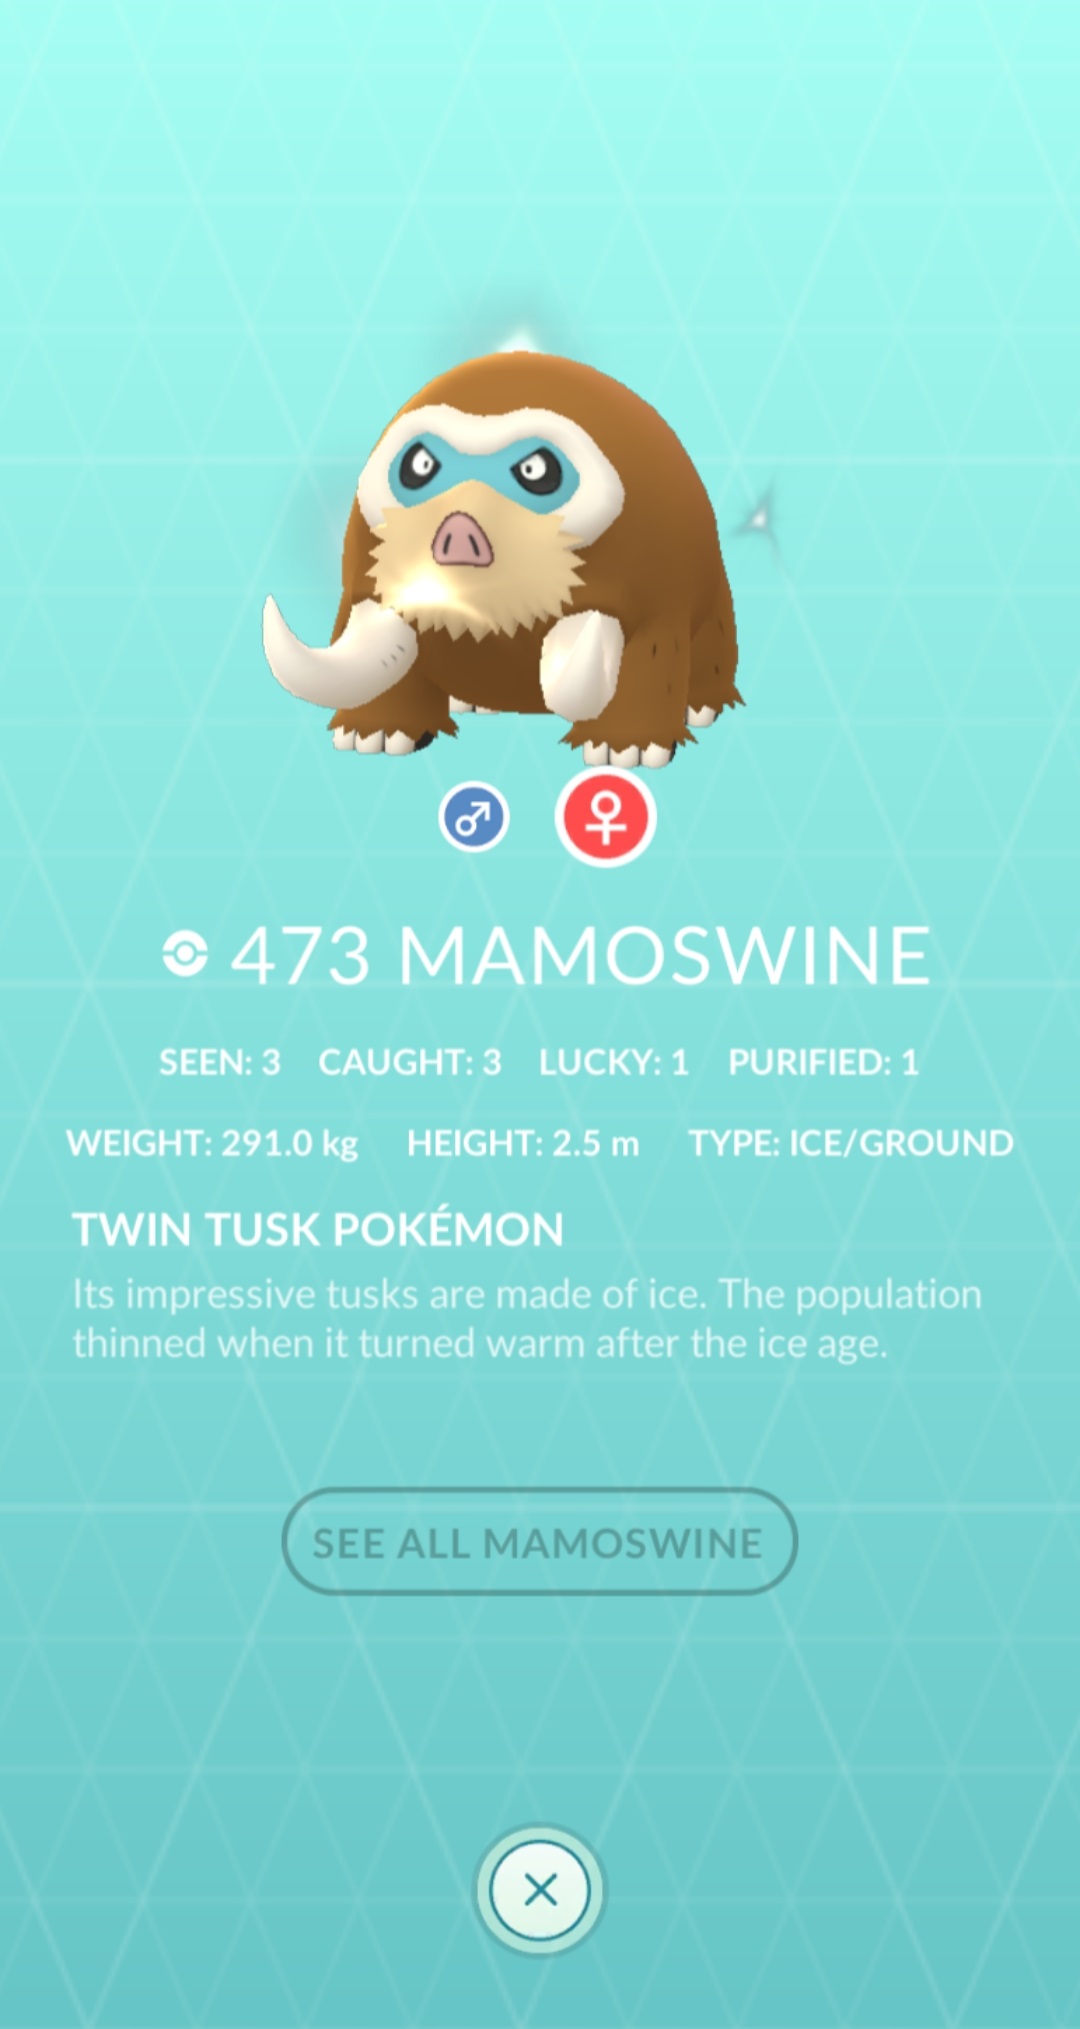 473 MAMOSWINE
SEEN: 3 CAUGHT: 3 LUCKY: 1 PURIFIED: 1
WEIGHT: 291.0 kg HEIGHT: 2.5 m TYPE: ICE/GROUND
TWIN TUSK POKÉMON
Its impressive tusks are made of ice. The population
thinned when it turned warm after the ice age.
SEE ALL MAMOSWINE